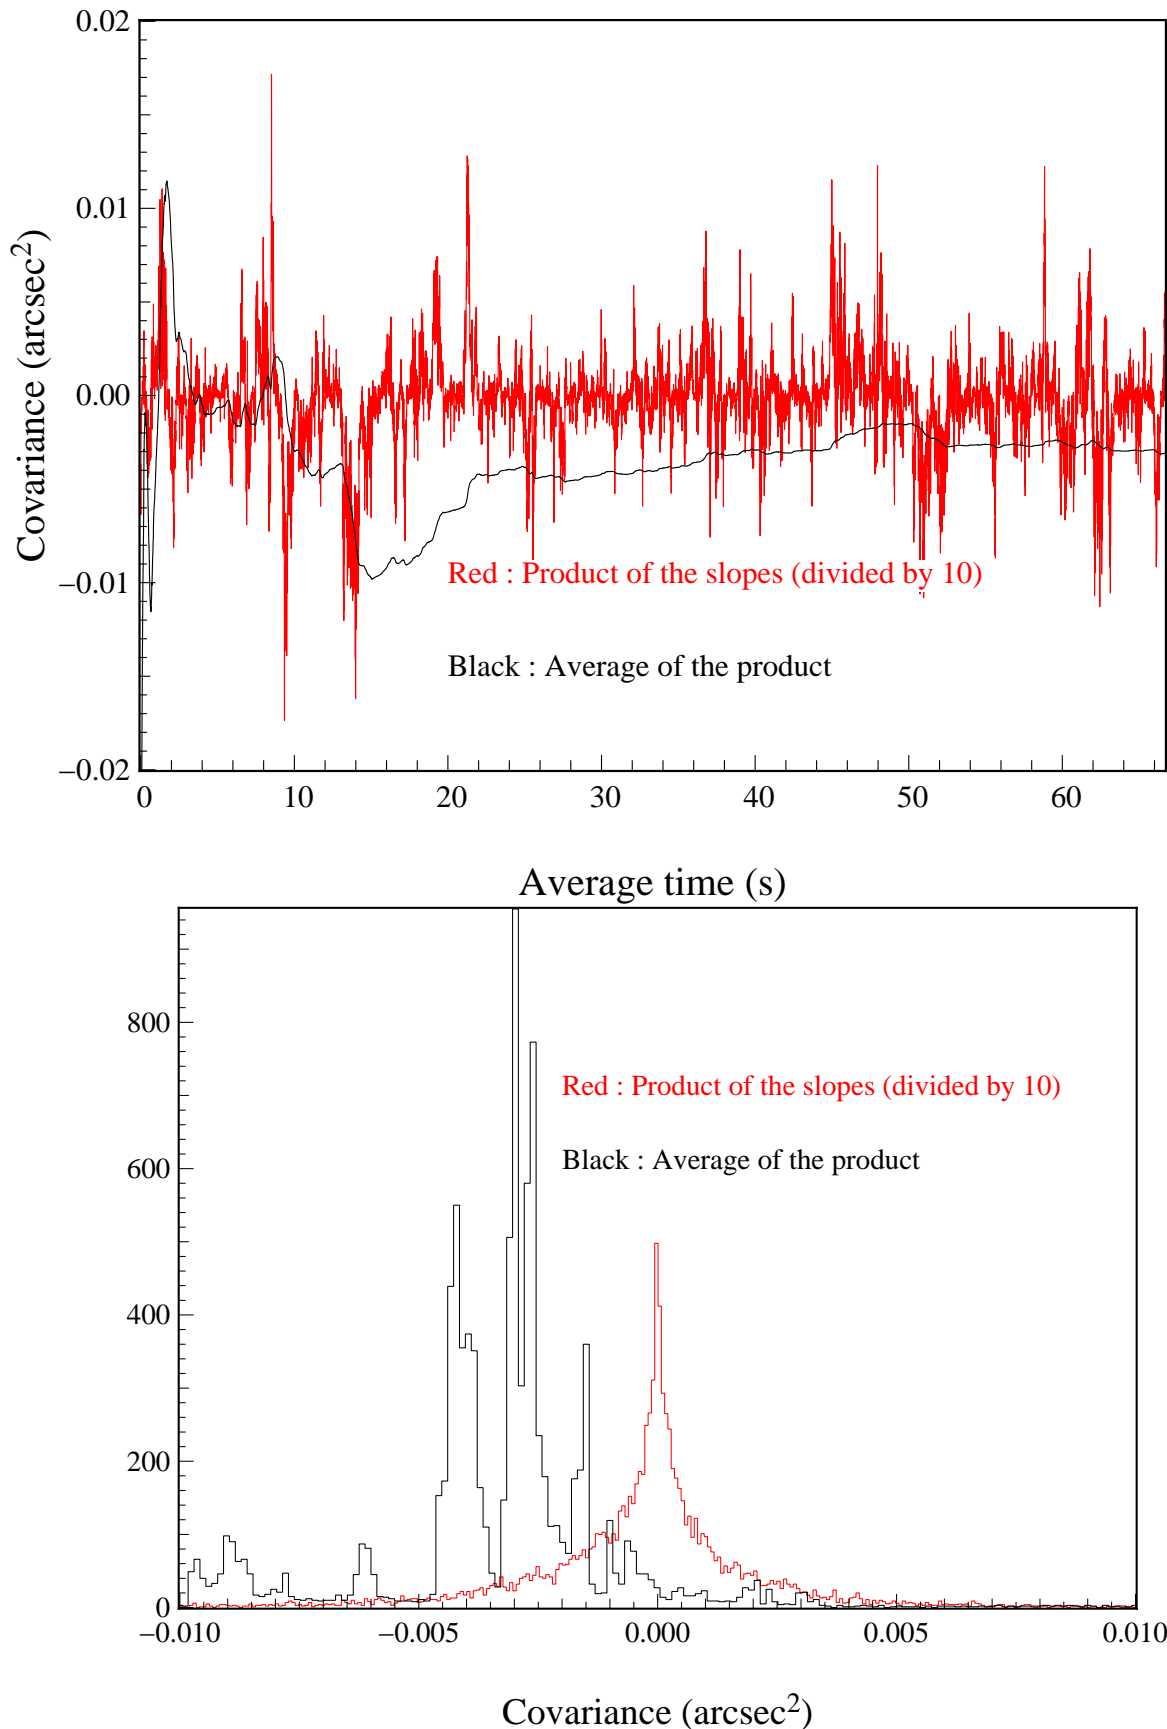 0.02
0.01
0.00
−0.01
−0.02
Covariance (arcsec2)
Red : Product of the slopes (divided by 10)
Black : Average of the product
0 10 20 30 40 50 60
Average time (s)
800
600
400
200
0
Red : Product of the slopes (divided by 10)
Black : Average of the product
−0.010 −0.005 0.000 0.005 0.010
Covariance (arcsec2)